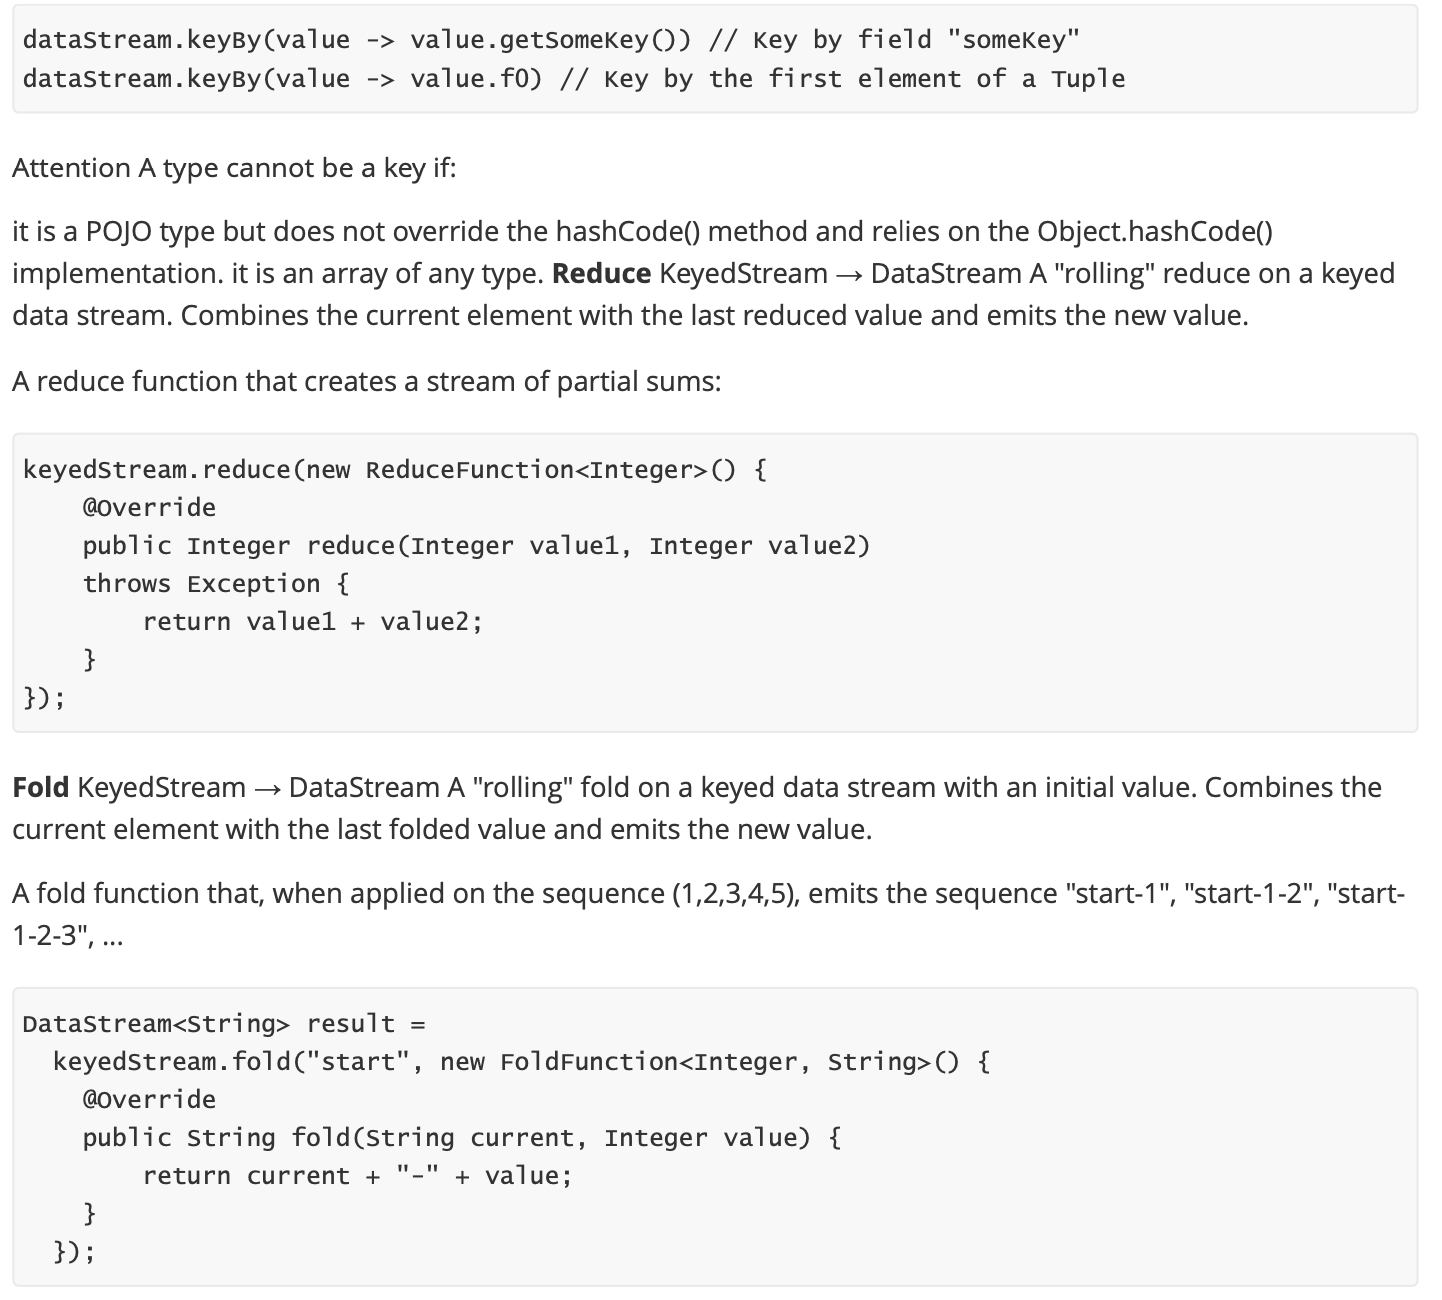 dataStream.keyBy(value -> value.getSomeKey()) // Key by field "someKey"
dataStream.keyBy(value -> value.f0) // Key by the first element of a Tuple
Attention A type cannot be a key if:
it is a POJO type but does not override the hashCode() method and relies on the Object.hashCode()
implementation. it is an array of any type. Reduce KeyedStream → DataStream A "rolling" reduce on a keyed
data stream. Combines the current element with the last reduced value and emits the new value.
A reduce function that creates a stream of partial sums:
keyedStream.reduce(new ReduceFunction<Integer>() {
    @Override
    public Integer reduce(Integer value1, Integer value2)
    throws Exception {
        return value1 + value2;
    }
});
Fold KeyedStream → DataStream A "rolling" fold on a keyed data stream with an initial value. Combines the
current element with the last folded value and emits the new value.
A fold function that, when applied on the sequence (1,2,3,4,5), emits the sequence "start-1", "start-1-2", "start-
1-2-3", ...
DataStream<String> result =
  keyedStream.fold("start", new FoldFunction<Integer, String>() {
    @Override
    public String fold(String current, Integer value) {
        return current + "-" + value;
    }
  });